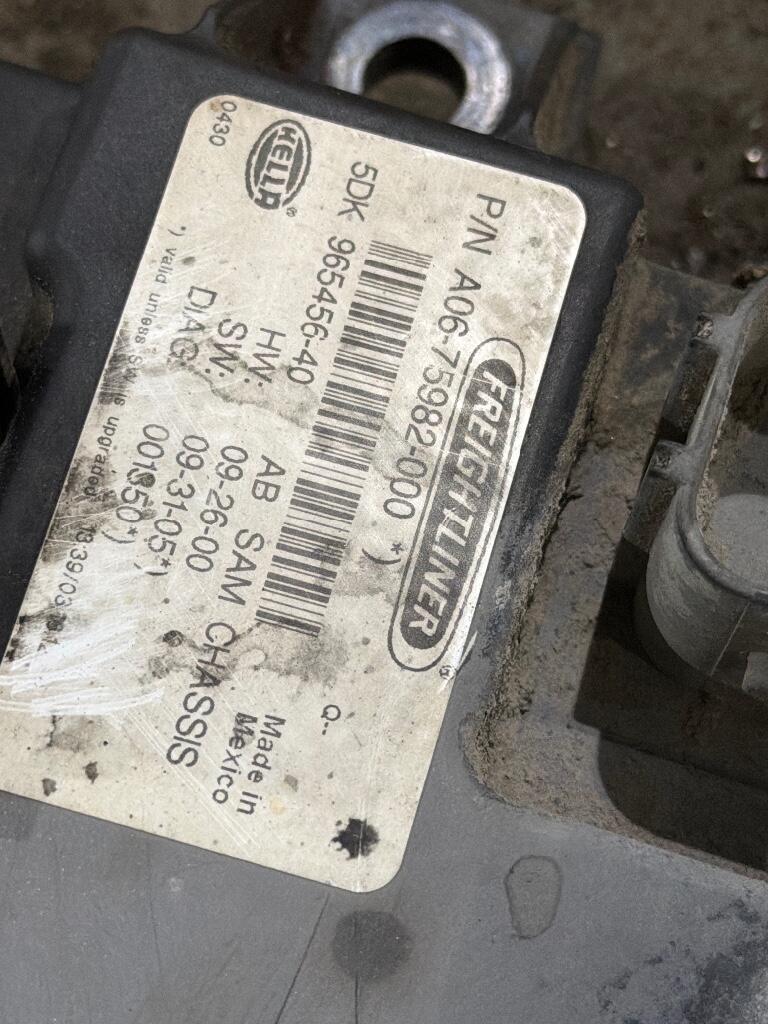 FREIGHTLINER
P/N A06-75982-000 *)
5DK 965456-40
HELLA ®
0430
AB SAM CHASSIS
HW: 09-26-00
SW: 09-31-05*)
DIAG: 001350*)
*) valid unless S/W is upgraded
Q--
Made in
Mexico